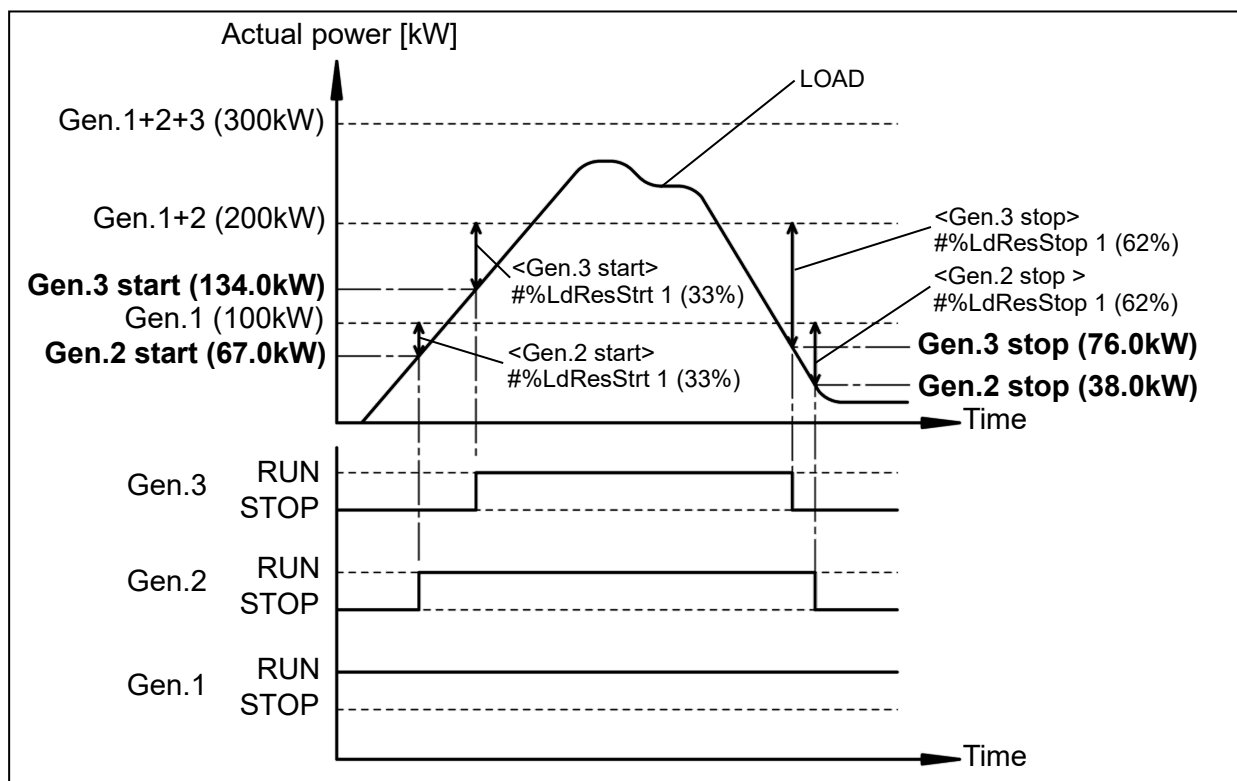 Actual power [kW]
LOAD
Gen.1+2+3 (300kW)
Gen.1+2 (200kW)
<Gen.3 stop>
#%LdResStop 1 (62%)
<Gen.3 start>
#%LdResStrt 1 (33%)
<Gen.2 stop >
#%LdResStop 1 (62%)
Gen.3 start (134.0kW)
Gen.1 (100kW)
Gen.2 start (67.0kW)
<Gen.2 start>
#%LdResStrt 1 (33%)
Gen.3 stop (76.0kW)
Gen.2 stop (38.0kW)
Time
Gen.3
RUN
STOP
Gen.2
RUN
STOP
Gen.1
RUN
STOP
Time